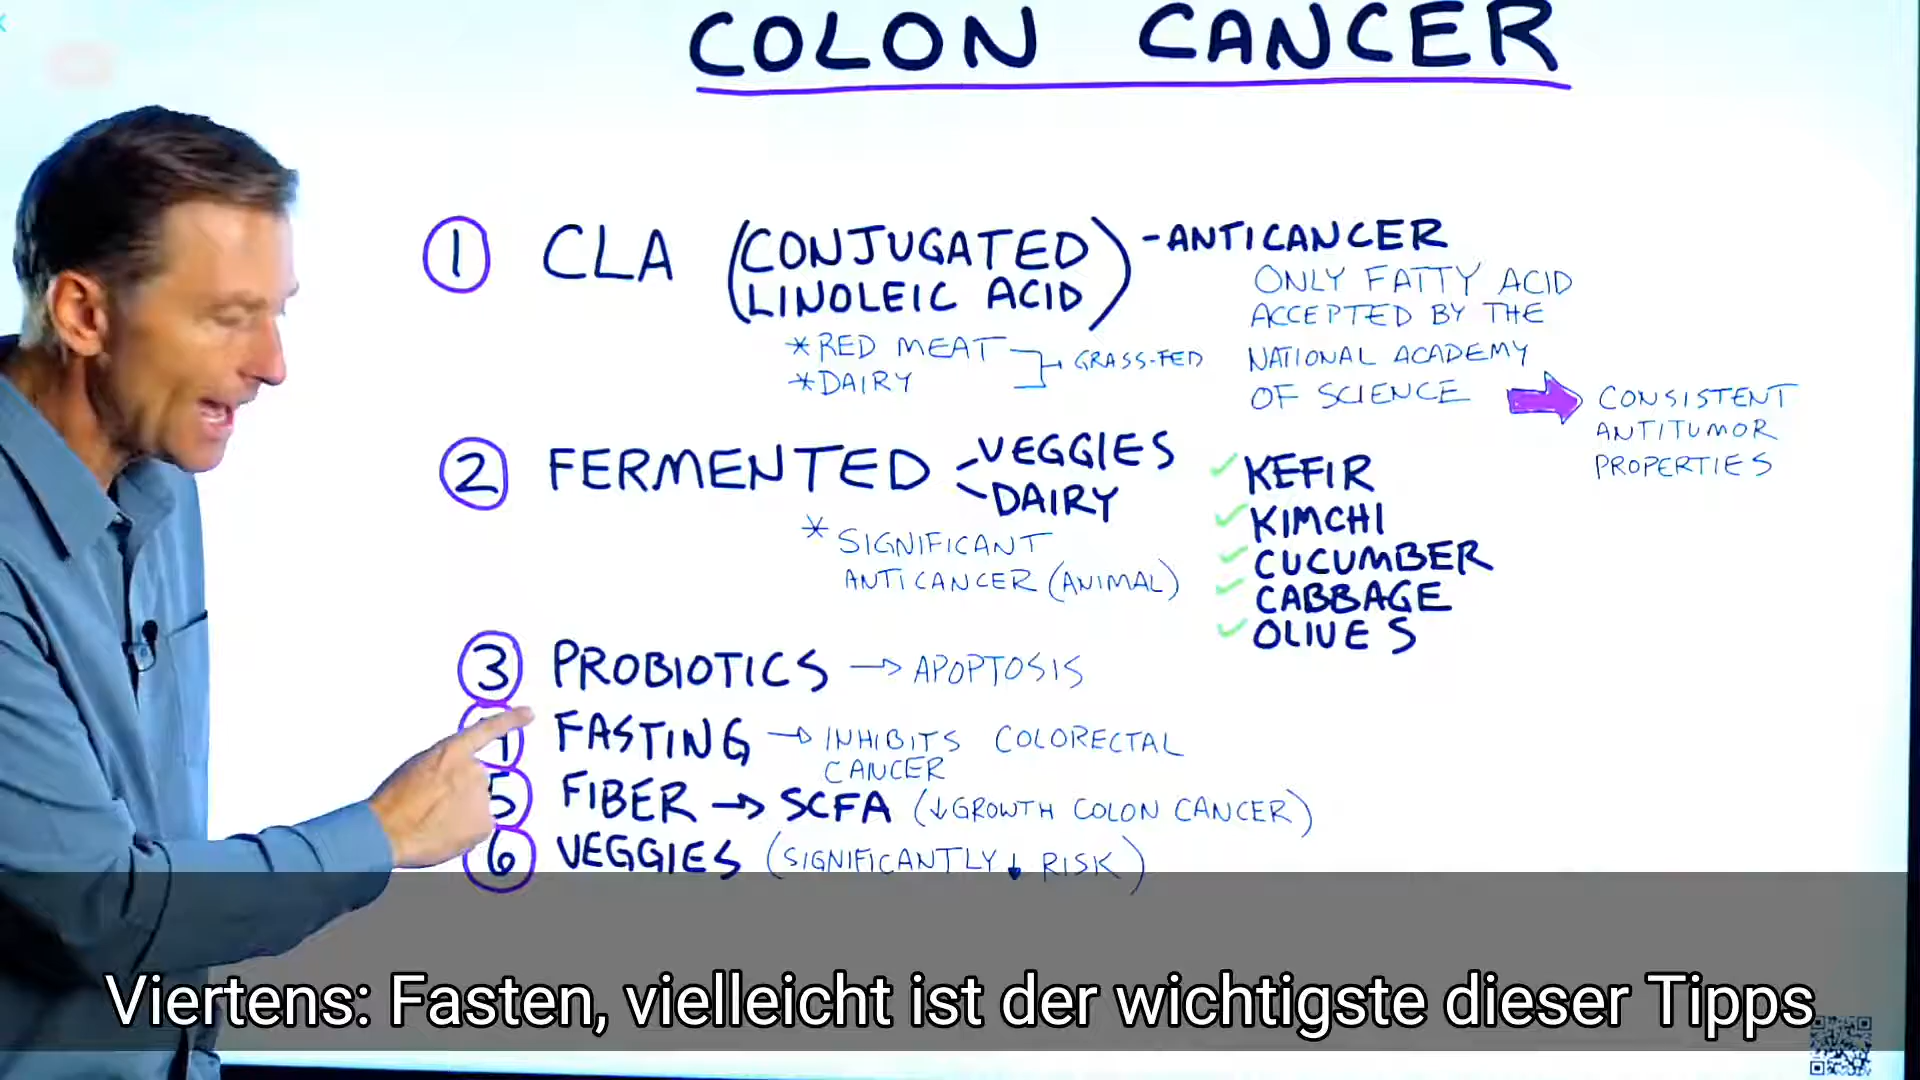 COLON CANCER
1 CLA (CONJUGATED LINOLEIC ACID) -ANTICANCER
ONLY FATTY ACID
ACCEPTED BY THE
NATIONAL ACADEMY
OF SCIENCE
CONSISTENT
ANTITUMOR
PROPERTIES
* RED MEAT
* DAIRY
GRASS-FED
2 FERMENTED
VEGGIES
DAIRY
* SIGNIFICANT
ANTICANCER (ANIMAL)
✓ KEFIR
✓ KIMCHI
✓ CUCUMBER
✓ CABBAGE
✓ OLIVES
3 PROBIOTICS → APOPTOSIS
4 FASTING → INHIBITS COLORECTAL
CANCER
5 FIBER → SCFA (↓GROWTH COLON CANCER)
6 VEGGIES (SIGNIFICANTLY ↓ RISK)
Viertens: Fasten, vielleicht ist der wichtigste dieser Tipps